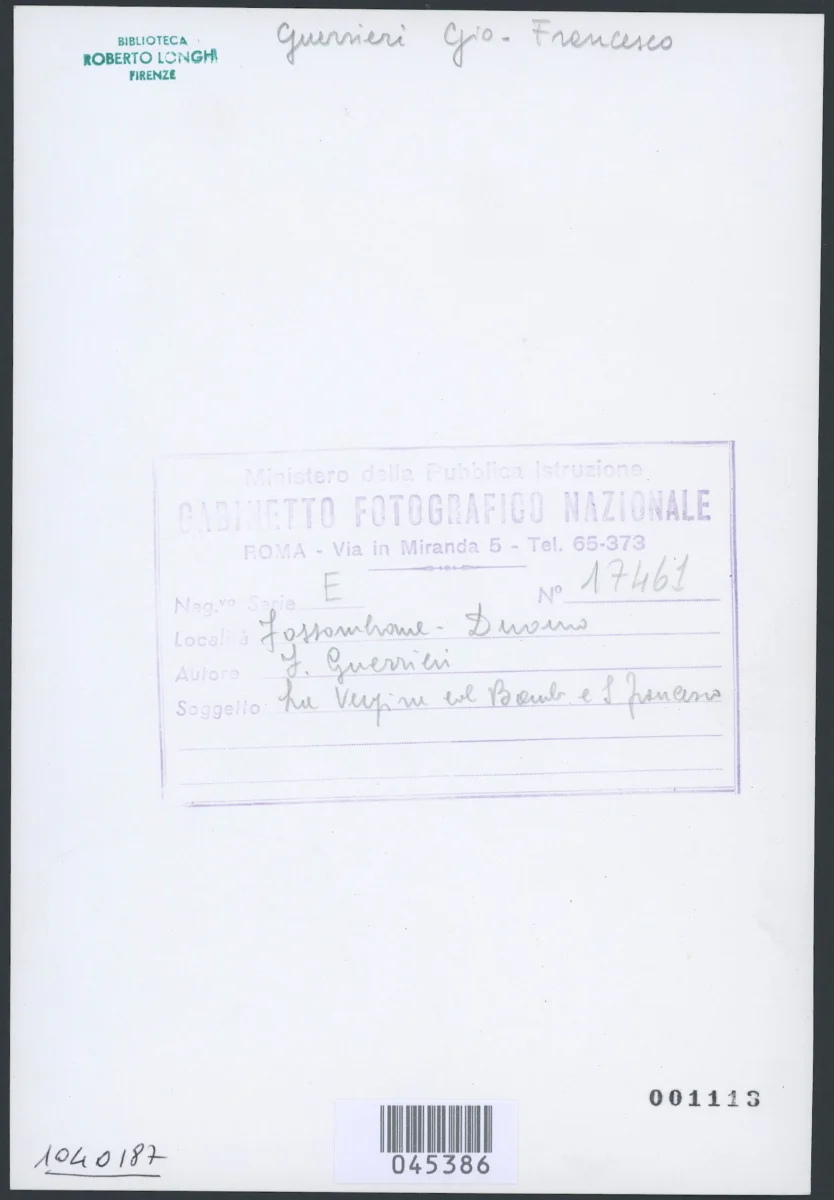 BIBLIOTECA
ROBERTO LONGHI
FIRENZE
Guerrieri Gio- Francesco
Ministero della Pubblica Istruzione
GABINETTO FOTOGRAFICO NAZIONALE
ROMA - Via in Miranda 5 - Tel. 65-373
Neg.vo Serie E Nº 17461
Località Fossombrone - Duomo
Autore F. Guerrieri
Soggetto La Vergine col Bamb. e S Francesco
001113
1040187
045386